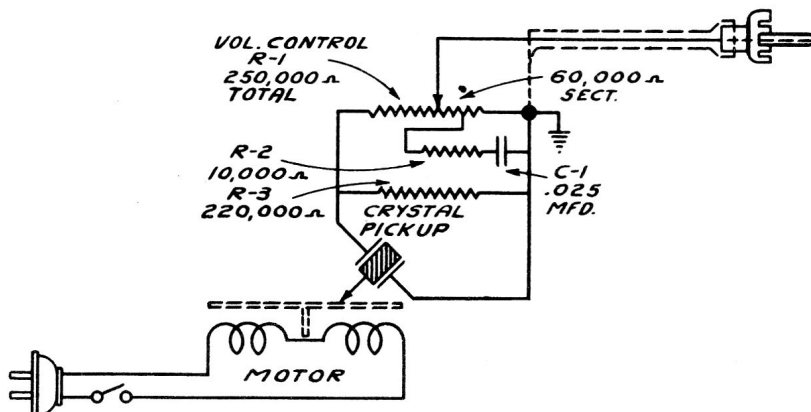 VOL. CONTROL
R-1
250,000 Ω
TOTAL
60,000 Ω
SECT.
R-2
10,000 Ω
R-3
220,000 Ω
C-1
.025
MFD.
CRYSTAL
PICKUP
MOTOR